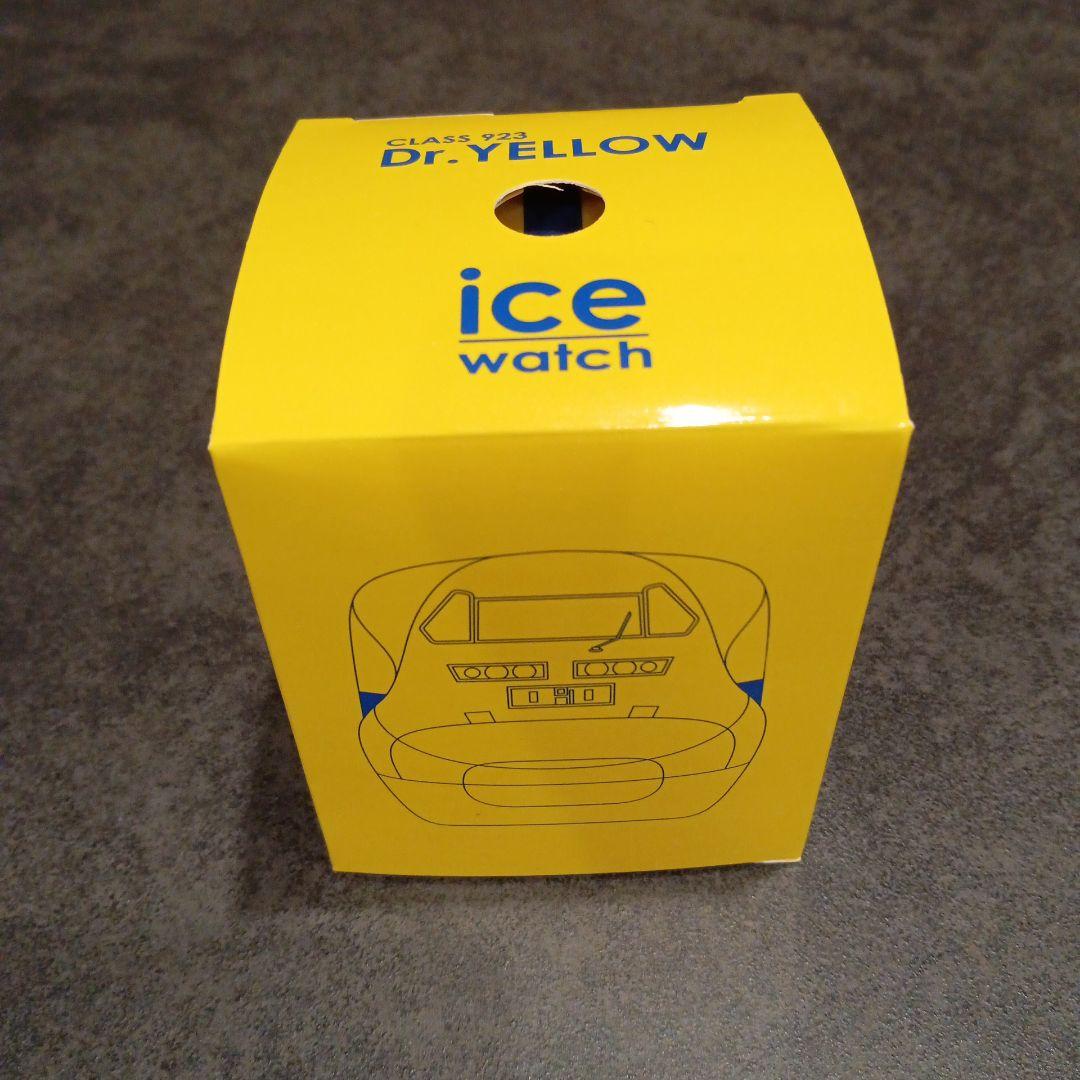 CLASS 923
Dr.YELLOW
ice
watch